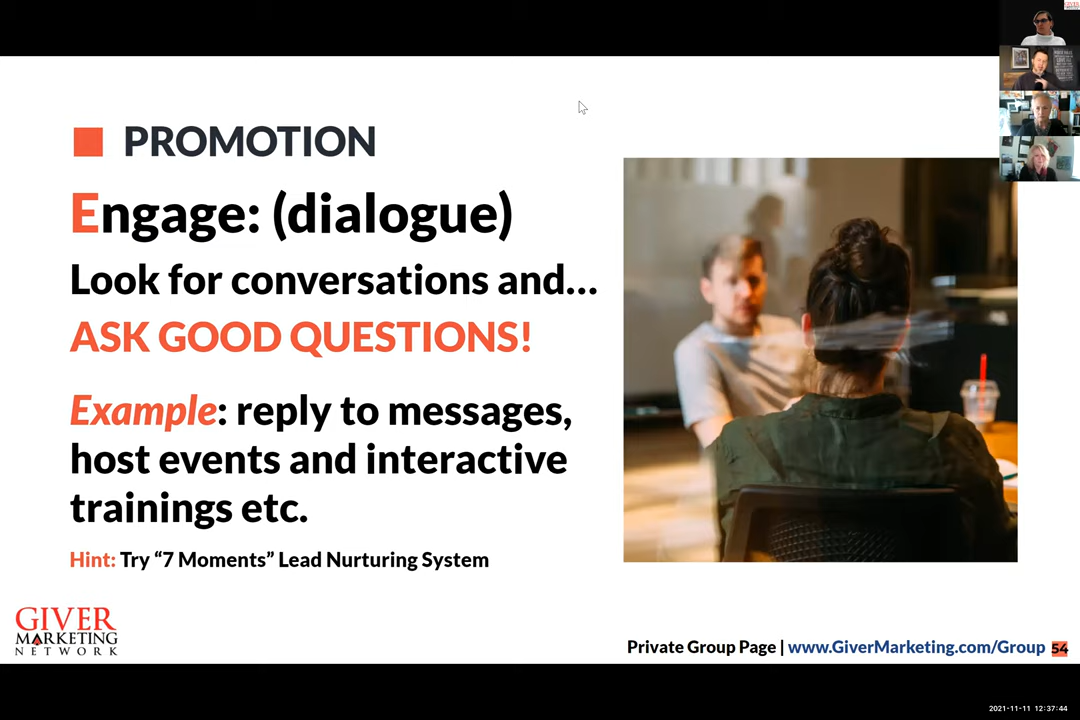 PROMOTION
Engage: (dialogue)
Look for conversations and...
ASK GOOD QUESTIONS!
Example: reply to messages,
host events and interactive
trainings etc.
Hint: Try “7 Moments” Lead Nurturing System
GIVER
MARKETING
NETWORK
Private Group Page | www.GiverMarketing.com/Group 54
2021-11-11 12:37:44
GIVER